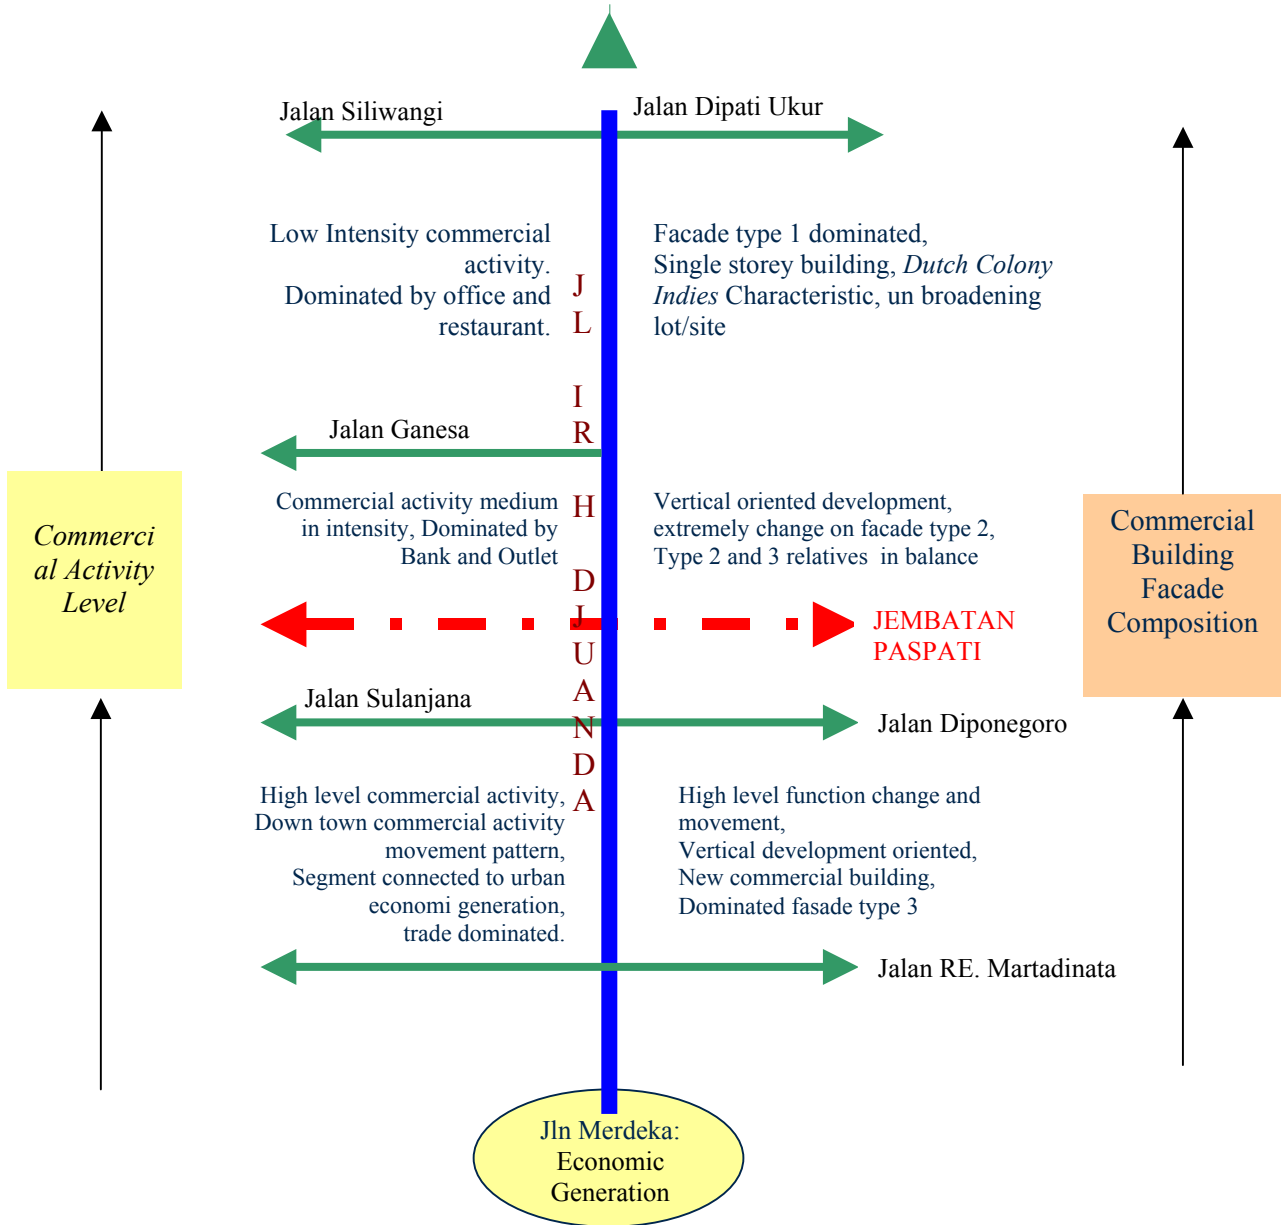 Jalan Siliwangi
Jalan Dipati Ukur
Low Intensity commercial
activity.
Dominated by office and
restaurant.
Facade type 1 dominated,
Single storey building, Dutch Colony
Indies Characteristic, un broadening
lot/site
JL IR H DJUANDA
Jalan Ganesa
Commercial activity medium
in intensity, Dominated by
Bank and Outlet
Vertical oriented development,
extremely change on facade type 2,
Type 2 and 3 relatives in balance
Commerci
al Activity
Level
Commercial
Building
Facade
Composition
JEMBATAN
PASPATI
Jalan Sulanjana
Jalan Diponegoro
High level commercial activity,
Down town commercial activity
movement pattern,
Segment connected to urban
economi generation,
trade dominated.
High level function change and
movement,
Vertical development oriented,
New commercial building,
Dominated fasade type 3
Jalan RE. Martadinata
Jln Merdeka:
Economic
Generation